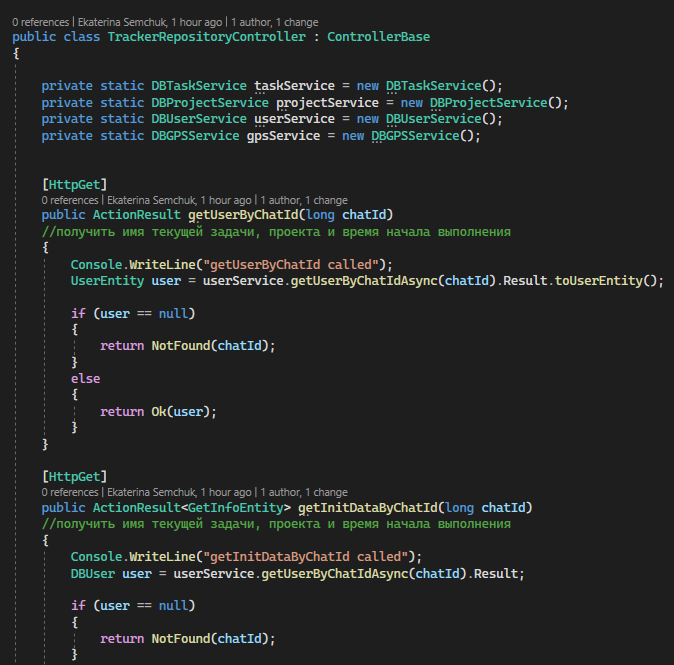 0 references | Ekaterina Semchuk, 1 hour ago | 1 author, 1 change
public class TrackerRepositoryController : ControllerBase
{
private static DBTaskService taskService = new DBTaskService();
private static DBProjectService projectService = new DBProjectService();
private static DBUserService userService = new DBUserService();
private static DBGPSService gpsService = new DBGPSService();
[HttpGet]
0 references | Ekaterina Semchuk, 1 hour ago | 1 author, 1 change
public ActionResult getUserByChatId(long chatId)
//получить имя текущей задачи, проекта и время начала выполнения
{
Console.WriteLine("getUserByChatId called");
UserEntity user = userService.getUserByChatIdAsync(chatId).Result.toUserEntity();
if (user == null)
{
return NotFound(chatId);
}
else
{
return Ok(user);
}
}
[HttpGet]
0 references | Ekaterina Semchuk, 1 hour ago | 1 author, 1 change
public ActionResult<GetInfoEntity> getInitDataByChatId(long chatId)
//получить имя текущей задачи, проекта и время начала выполнения
{
Console.WriteLine("getInitDataByChatId called");
DBUser user = userService.getUserByChatIdAsync(chatId).Result;
if (user == null)
{
return NotFound(chatId);
}